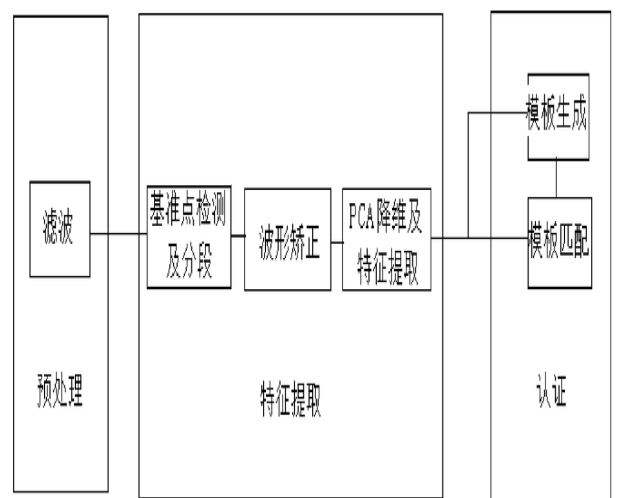 滤波
预处理
基准点检测
及分段
波形矫正
PCA降维及
特征提取
特征提取
模板生成
模板匹配
认证